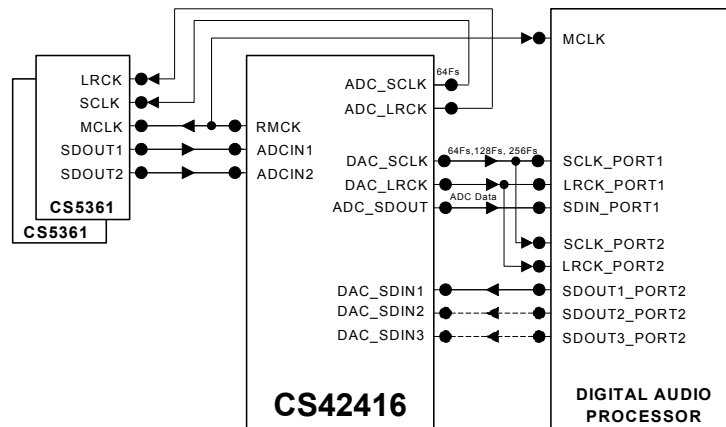 MCLK
64Fs
LRCK
SCLK
MCLK
SDOUT1
SDOUT2
CS5361
CS5361
ADC_SCLK
ADC_LRCK
RMCK
ADCIN1
ADCIN2
DAC_SCLK
DAC_LRCK
ADC_SDOUT
64Fs,128Fs, 256Fs
ADC Data
SCLK_PORT1
LRCK_PORT1
SDIN_PORT1
SCLK_PORT2
LRCK_PORT2
DAC_SDIN1
DAC_SDIN2
DAC_SDIN3
SDOUT1_PORT2
SDOUT2_PORT2
SDOUT3_PORT2
CS42416
DIGITAL AUDIO
PROCESSOR